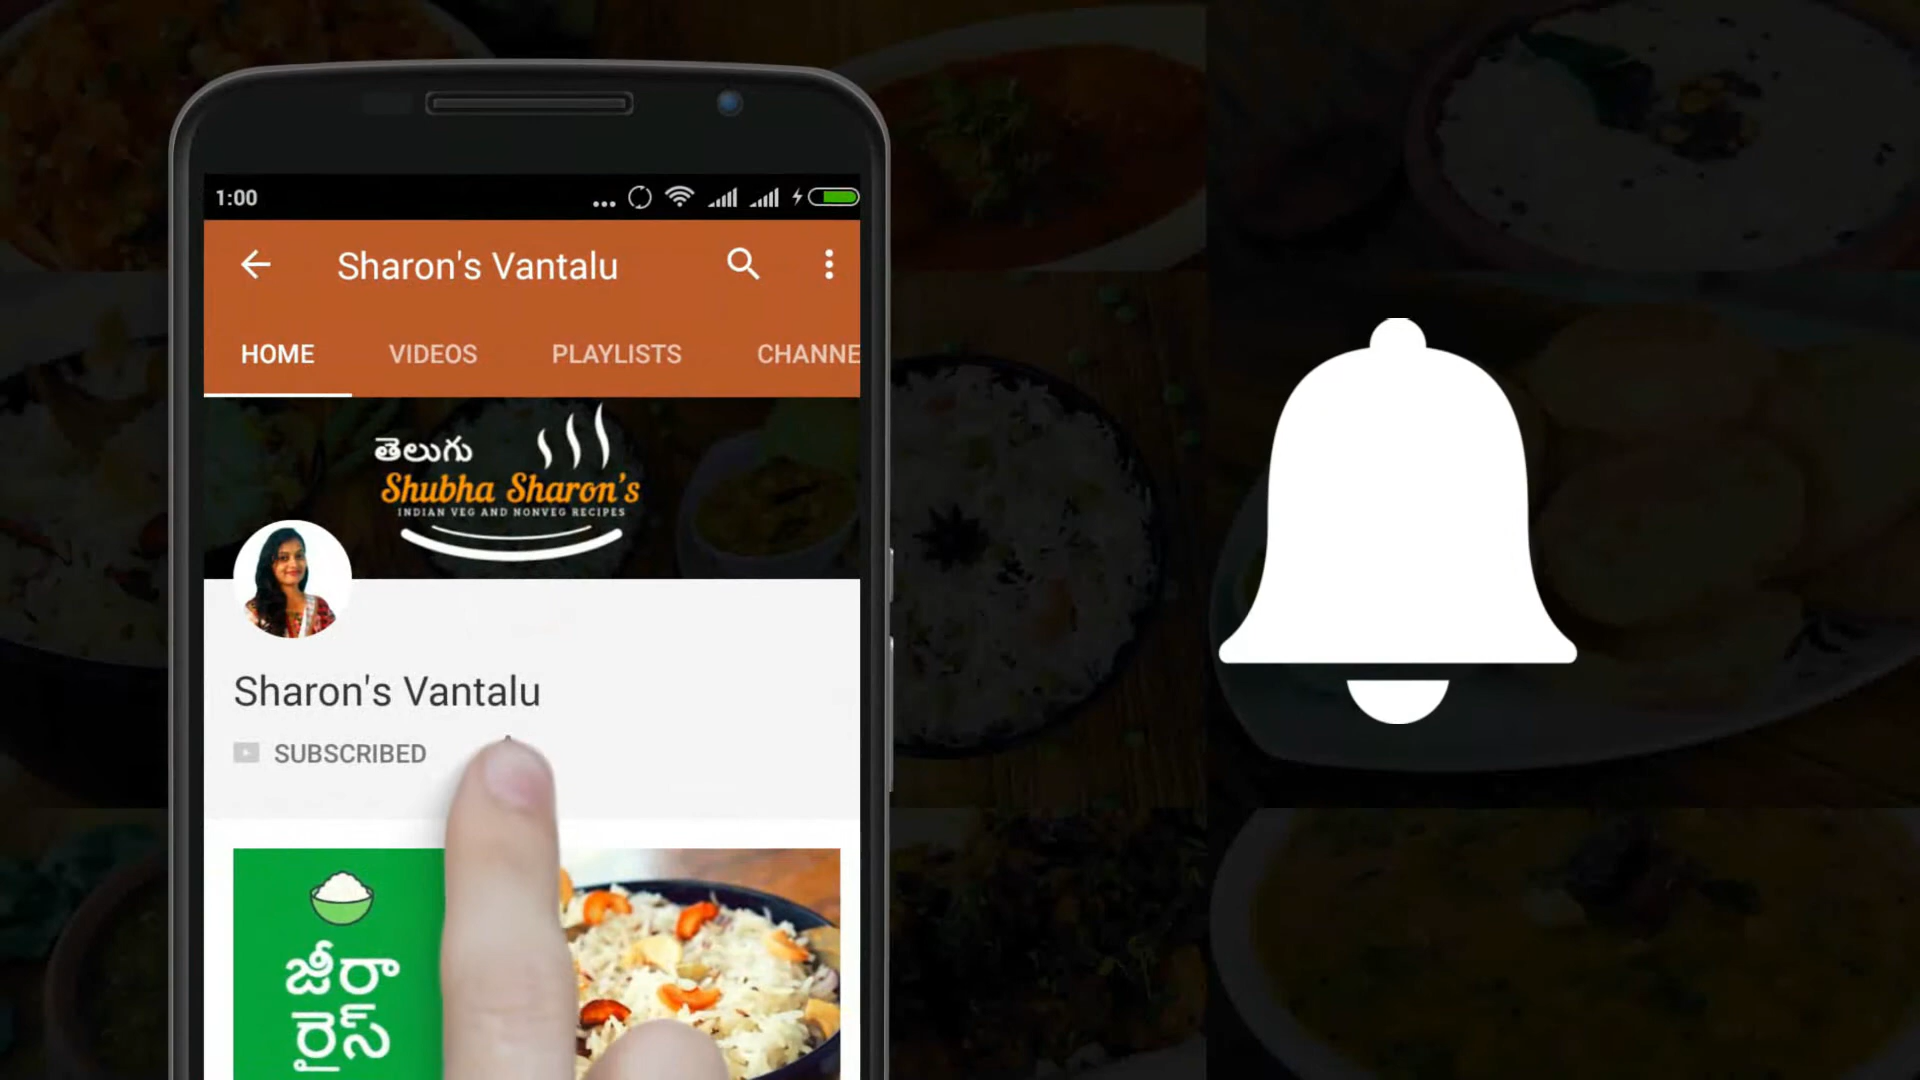 1:00
Sharon's Vantalu
HOME VIDEOS PLAYLISTS CHANNE
తెలుగు
Shubha Sharon's
INDIAN VEG AND NONVEG RECIPES
Sharon's Vantalu
SUBSCRIBED
జీరా
రైస్